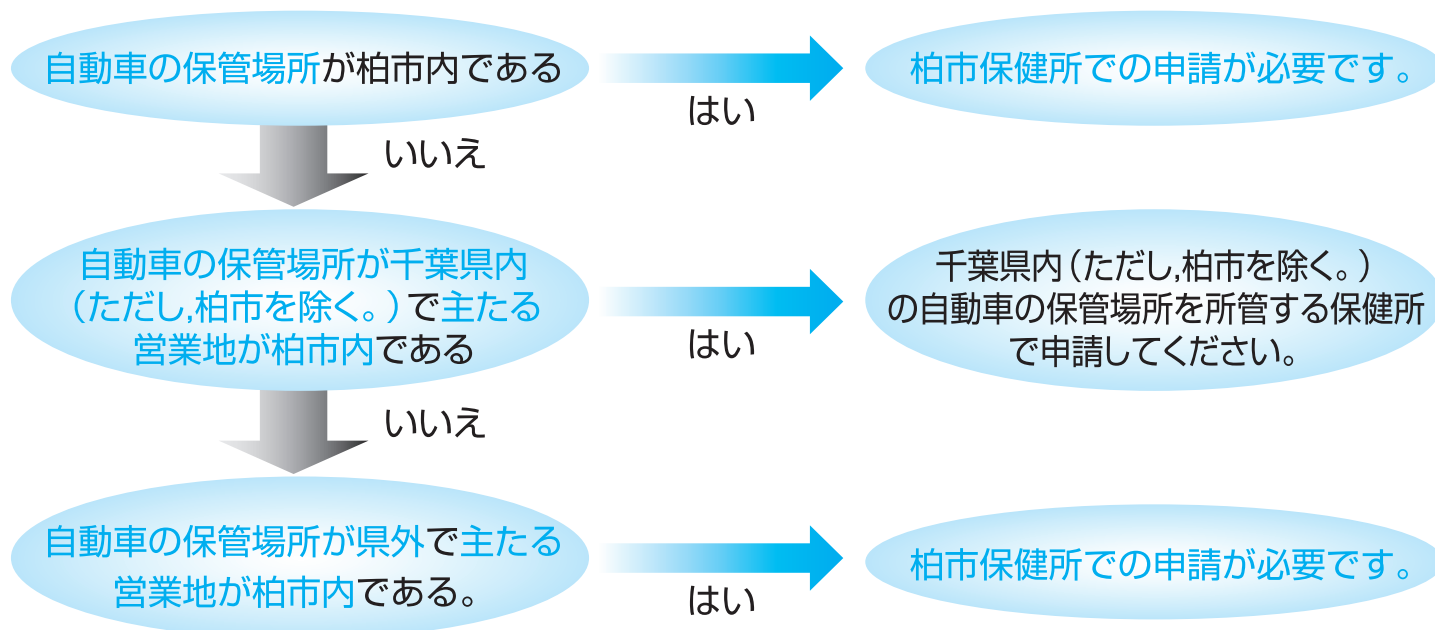 自動車の保管場所が柏市内である
はい
柏市保健所での申請が必要です。
いいえ
自動車の保管場所が千葉県内
（ただし,柏市を除く。）で主たる
営業地が柏市内である
はい
千葉県内（ただし,柏市を除く。）
の自動車の保管場所を所管する保健所
で申請してください。
いいえ
自動車の保管場所が県外で主たる
営業地が柏市内である。
はい
柏市保健所での申請が必要です。